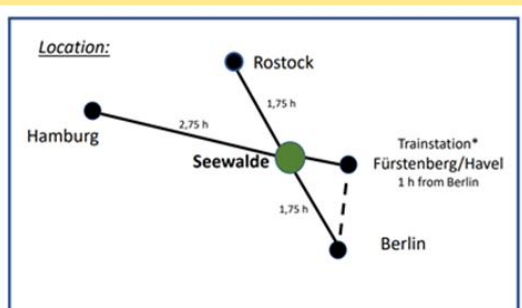 Location:
Rostock
1,75 h
Hamburg
2,75 h
Seewalde
Trainstation*
Fürstenberg/Havel
1 h from Berlin
1,75 h
Berlin